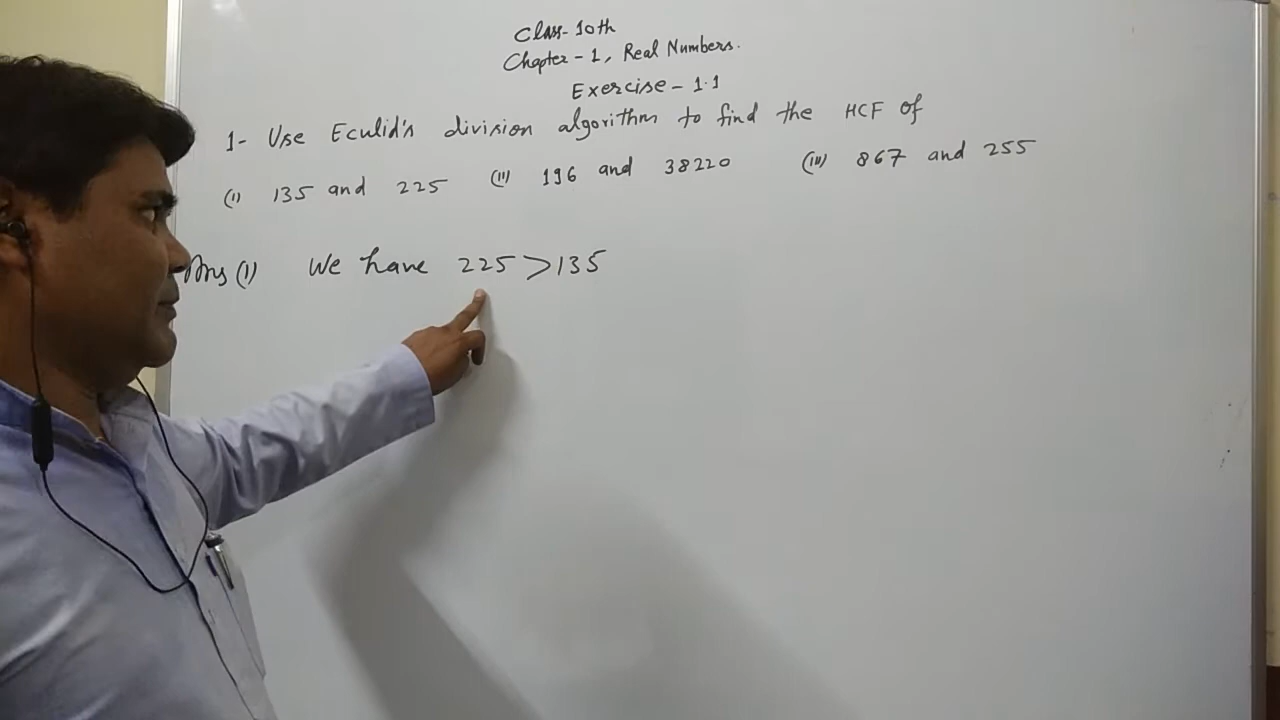 Class-10th
Chapter-1, Real Numbers.
Exercise-1.1
1- Use Eculid's division algorithm to find the HCF of
(i) 135 and 225 (ii) 196 and 38220 (iii) 867 and 255
Ans (i) We have 225 > 135